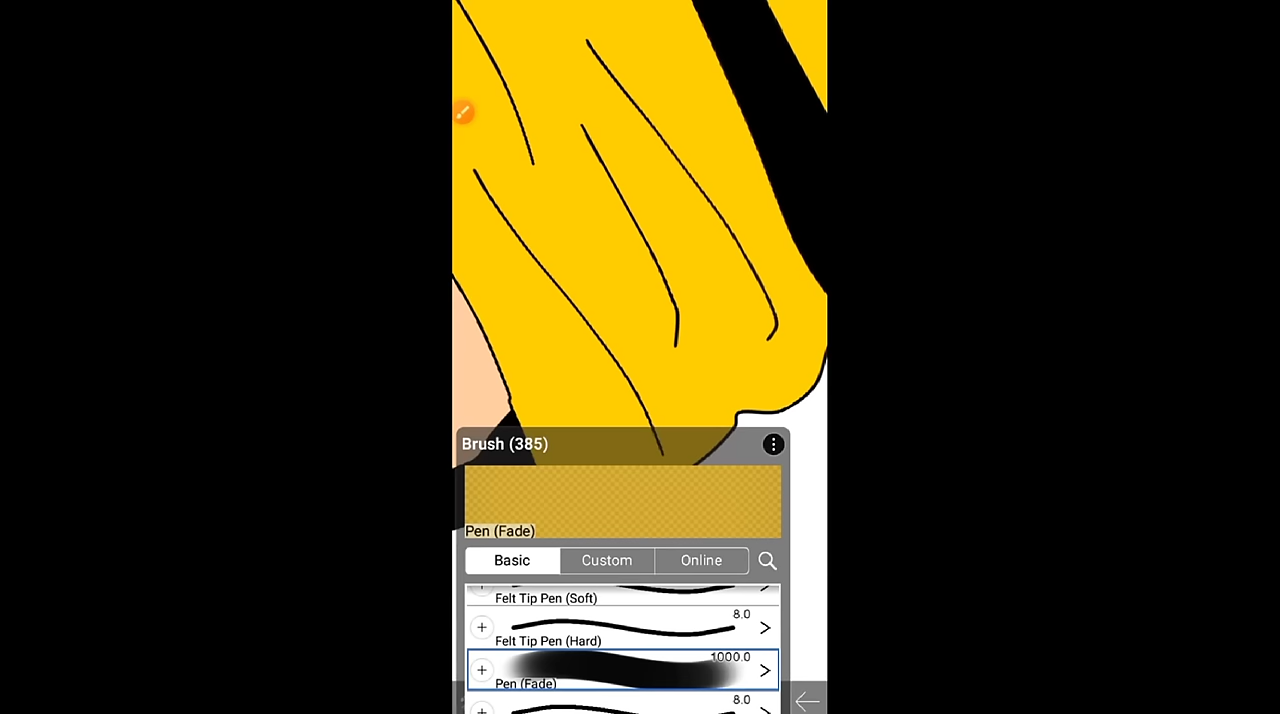 Brush (385)
Pen (Fade)
Basic
Custom
Online
Felt Tip Pen (Soft)
8.0
Felt Tip Pen (Hard)
1000.0
Pen (Fade)
8.0